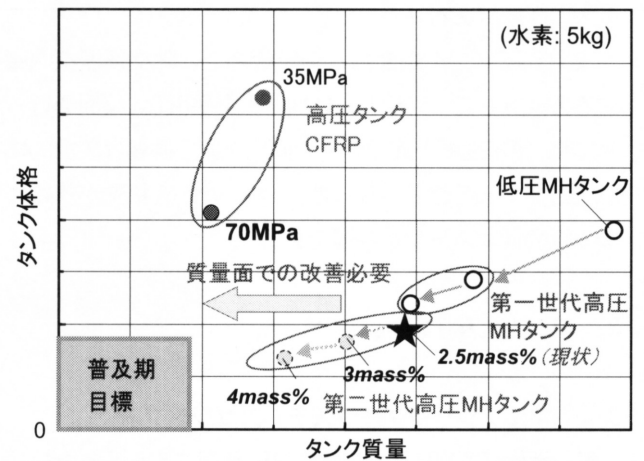 (水素: 5kg)
35MPa
高圧タンク
CFRP
低圧MHタンク
70MPa
質量面での改善必要
第一世代高圧
MHタンク
2.5mass%(現状)
3mass%
4mass%
第二世代高圧MHタンク
普及期
目標
0
タンク体格
タンク質量